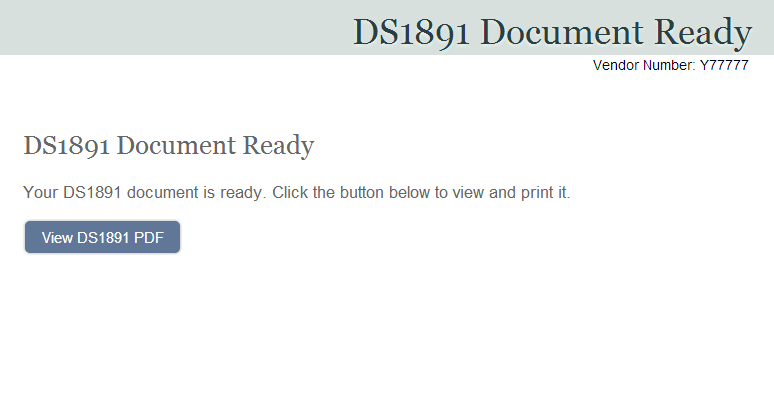 DS1891 Document Ready
Vendor Number: Y77777
DS1891 Document Ready
Your DS1891 document is ready. Click the button below to view and print it.
View DS1891 PDF